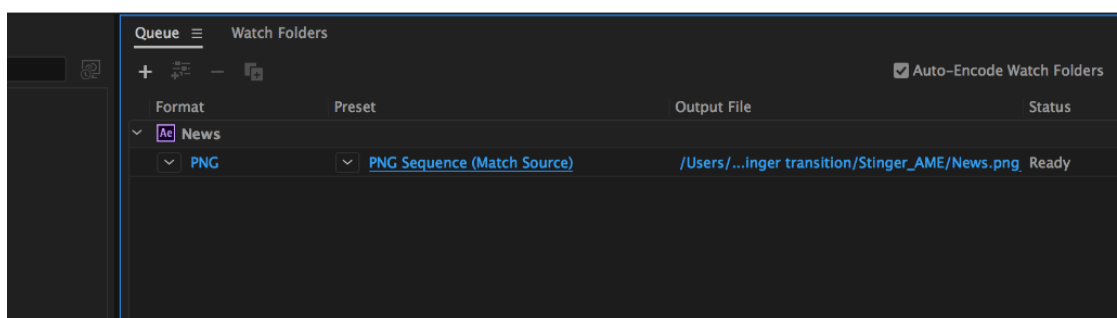 Queue Watch Folders
Auto-Encode Watch Folders
Format Preset Output File Status
Ae News
PNG PNG Sequence (Match Source) /Users/...inger transition/Stinger_AME/News.png Ready